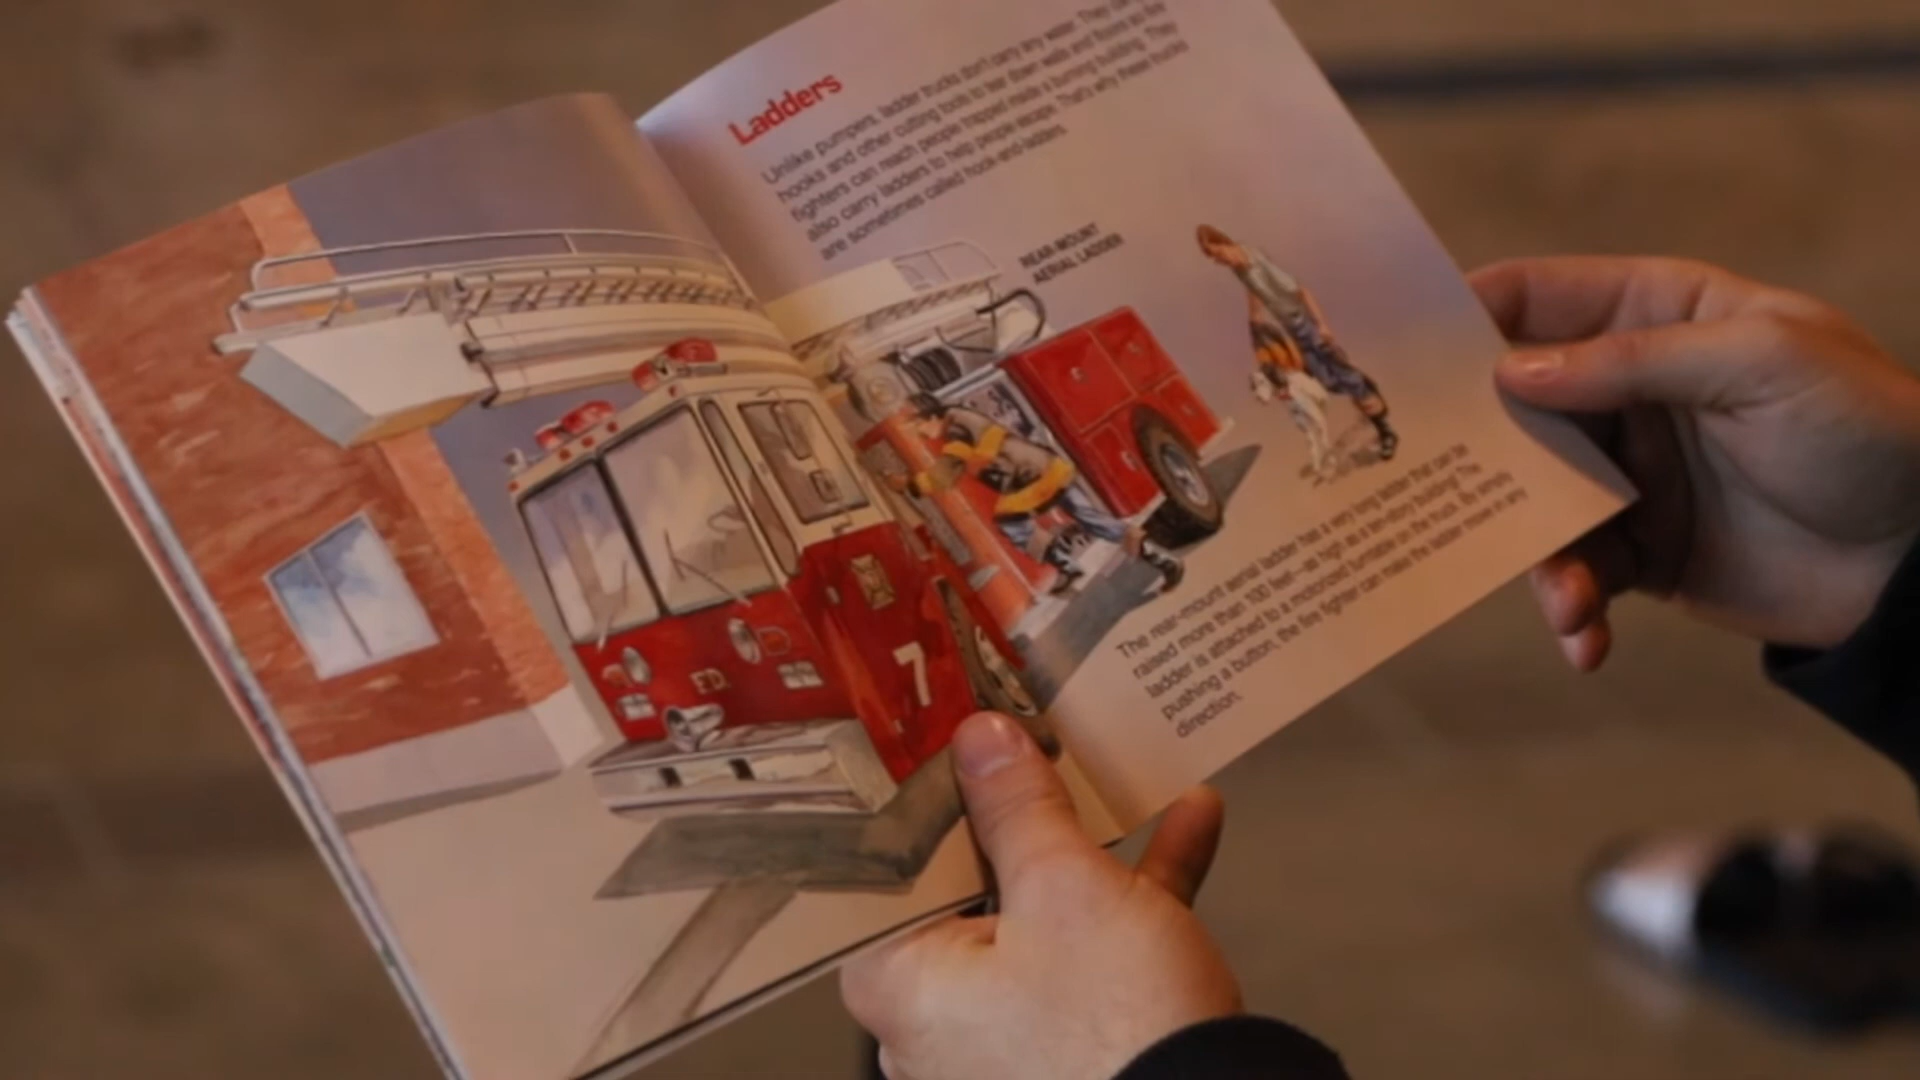 Ladders
Unlike pumpers, ladder trucks don't carry any water. They
hooks and other cutting tools to tear down walls and floors so fire
fighters can reach people trapped inside a burning building. They
also carry ladders to help people escape. That's why these trucks
are sometimes called hook-and-ladders.
REAR-MOUNT
AERIAL LADDER
FD
7
The rear-mount aerial ladder has a very long ladder that can be
raised more than 100 feet—as high as a ten-story building! The
ladder is attached to a motorized turntable on the truck. By simply
pushing a button, the fire fighter can make the ladder move in any
direction.